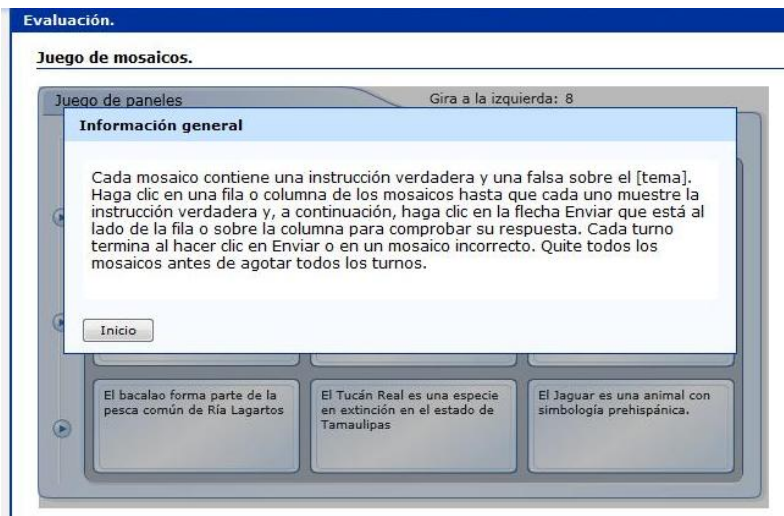 Evaluación.
Juego de mosaicos.
Juego de paneles
Gira a la izquierda: 8
Información general
Cada mosaico contiene una instrucción verdadera y una falsa sobre el [tema].
Haga clic en una fila o columna de los mosaicos hasta que cada uno muestre la
instrucción verdadera y, a continuación, haga clic en la flecha Enviar que está al
lado de la fila o sobre la columna para comprobar su respuesta. Cada turno
termina al hacer clic en Enviar o en un mosaico incorrecto. Quite todos los
mosaicos antes de agotar todos los turnos.
Inicio
El bacalao forma parte de la
pesca común de Ría Lagartos
El Tucán Real es una especie
en extinción en el estado de
Tamaulipas
El Jaguar es una animal con
simbología prehispánica.